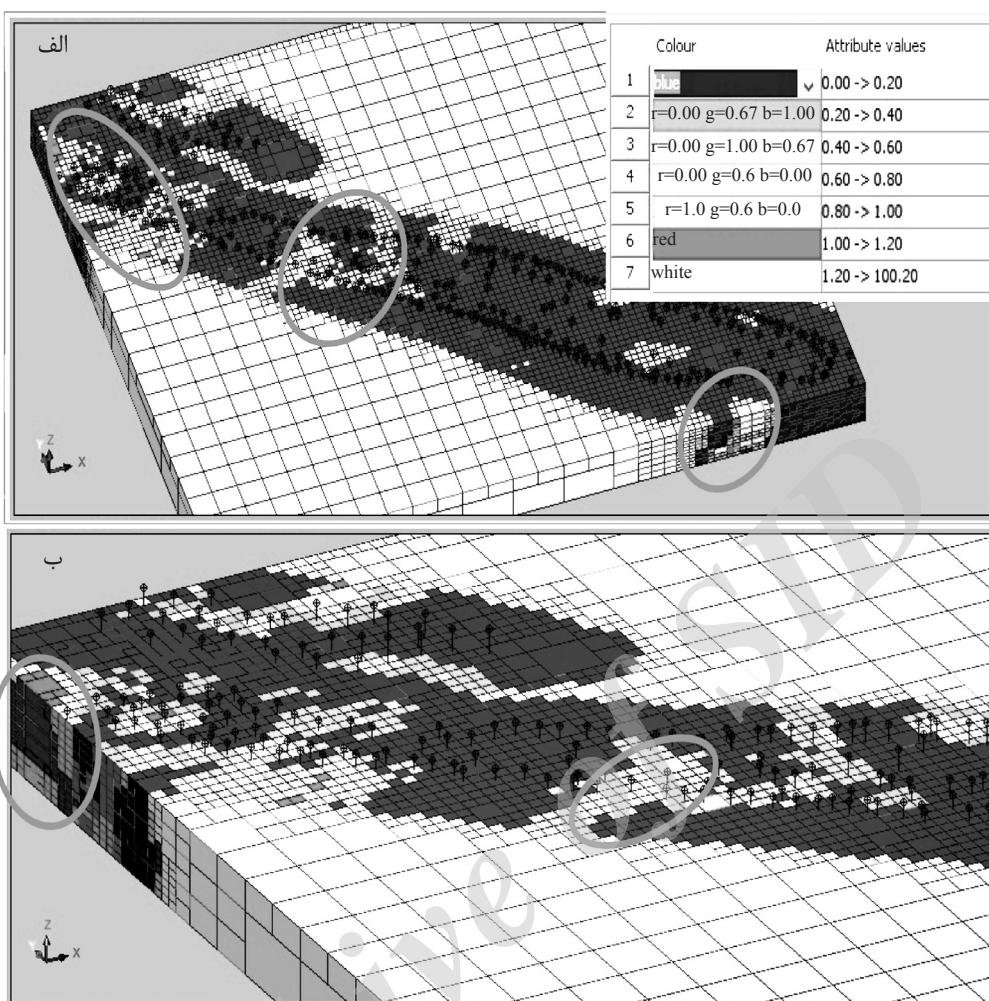 الف
Colour Attribute values
1 blue 0.00 -> 0.20
2 r=0.00 g=0.67 b=1.00 0.20 -> 0.40
3 r=0.00 g=1.00 b=0.67 0.40 -> 0.60
4 r=0.00 g=0.6 b=0.00 0.60 -> 0.80
5 r=1.0 g=0.6 b=0.0 0.80 -> 1.00
6 red 1.00 -> 1.20
7 white 1.20 -> 100.20
Z
Y
X
ب
Z
Y
X
ive of SID